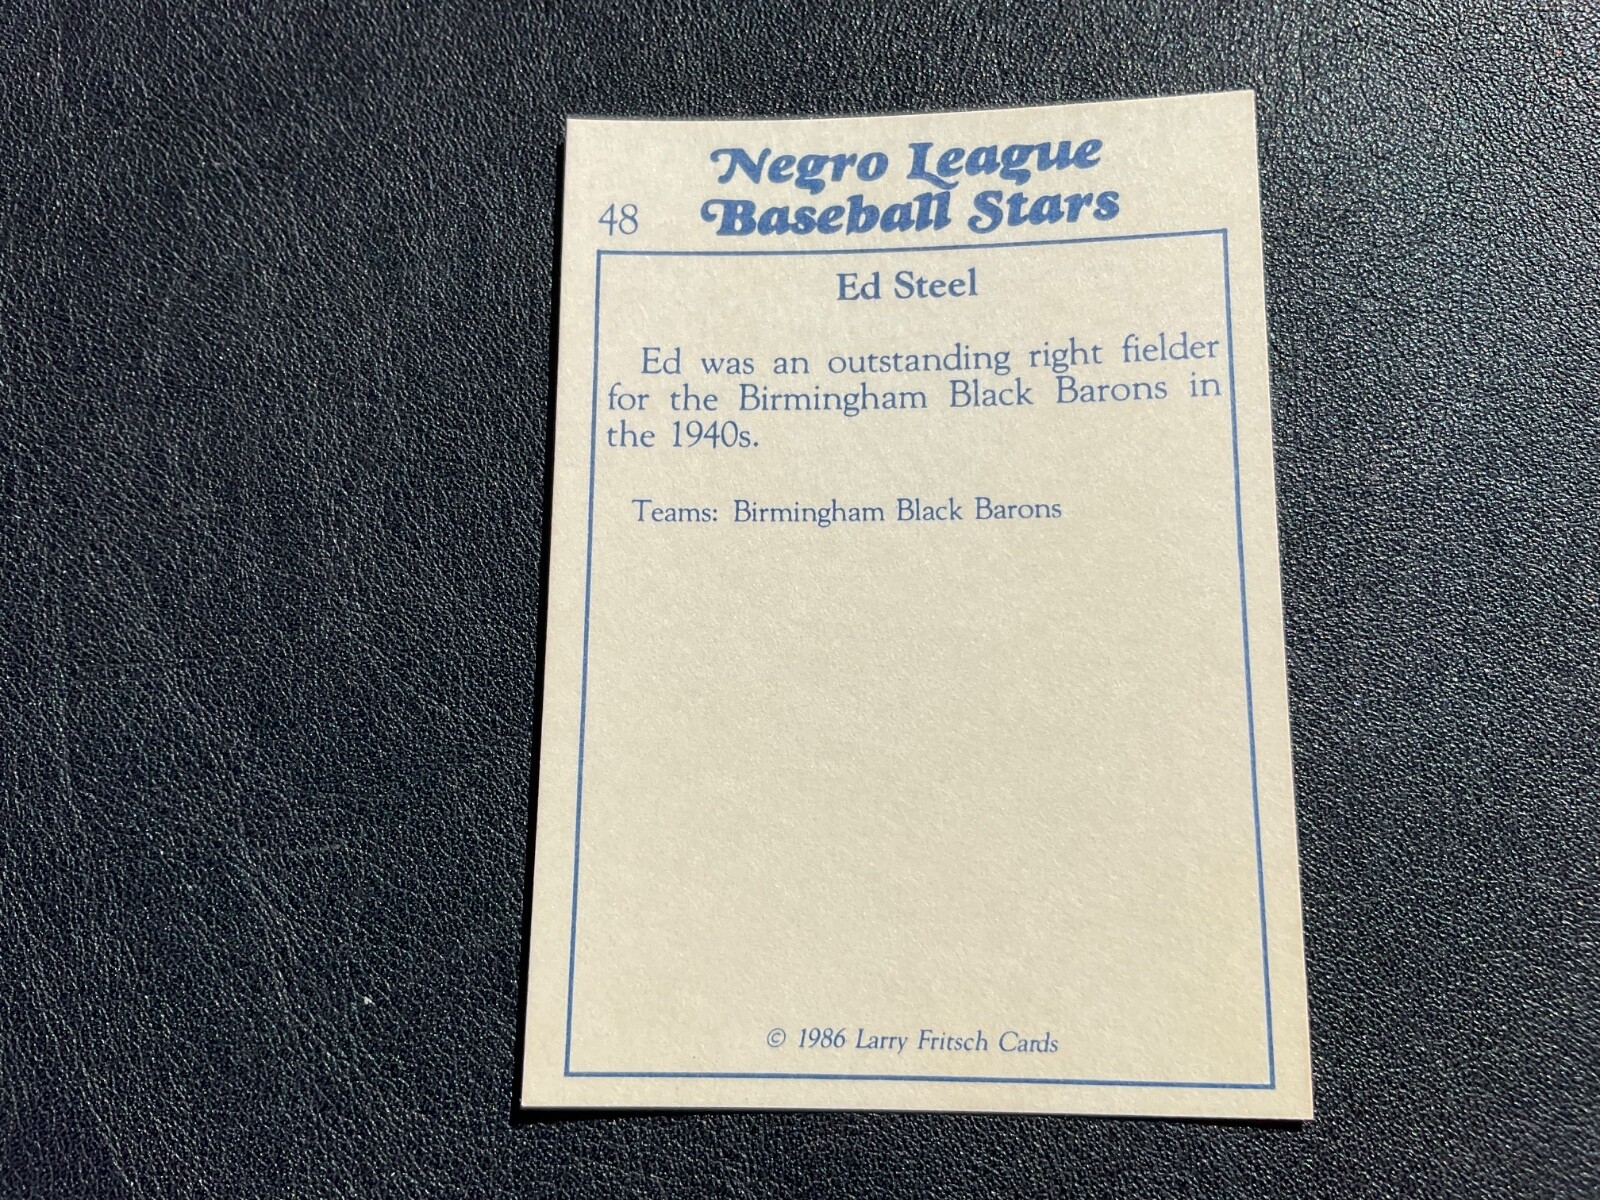 Negro League
48 Baseball Stars
Ed Steel
Ed was an outstanding right fielder
for the Birmingham Black Barons in
the 1940s.
Teams: Birmingham Black Barons
© 1986 Larry Fritsch Cards